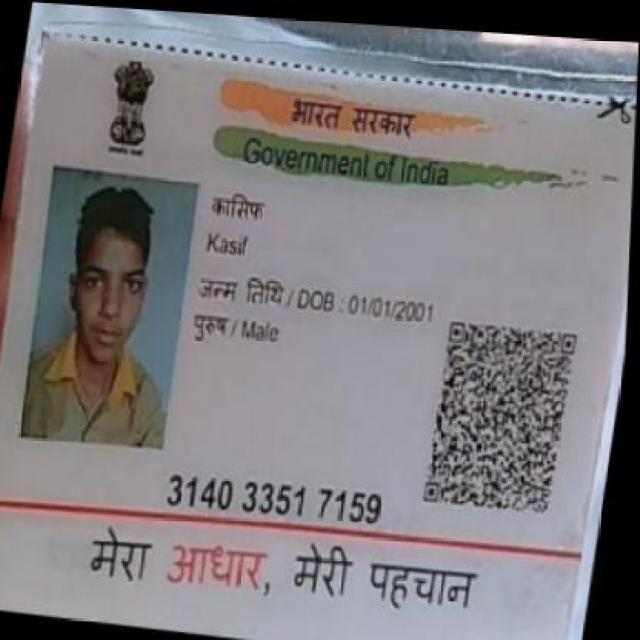 भारत सरकार
Government of India
कासिफ
Kasif
जन्म तिथि / DOB : 01/01/2001
पुरुष / Male
3140 3351 7159
मेरा आधार, मेरी पहचान